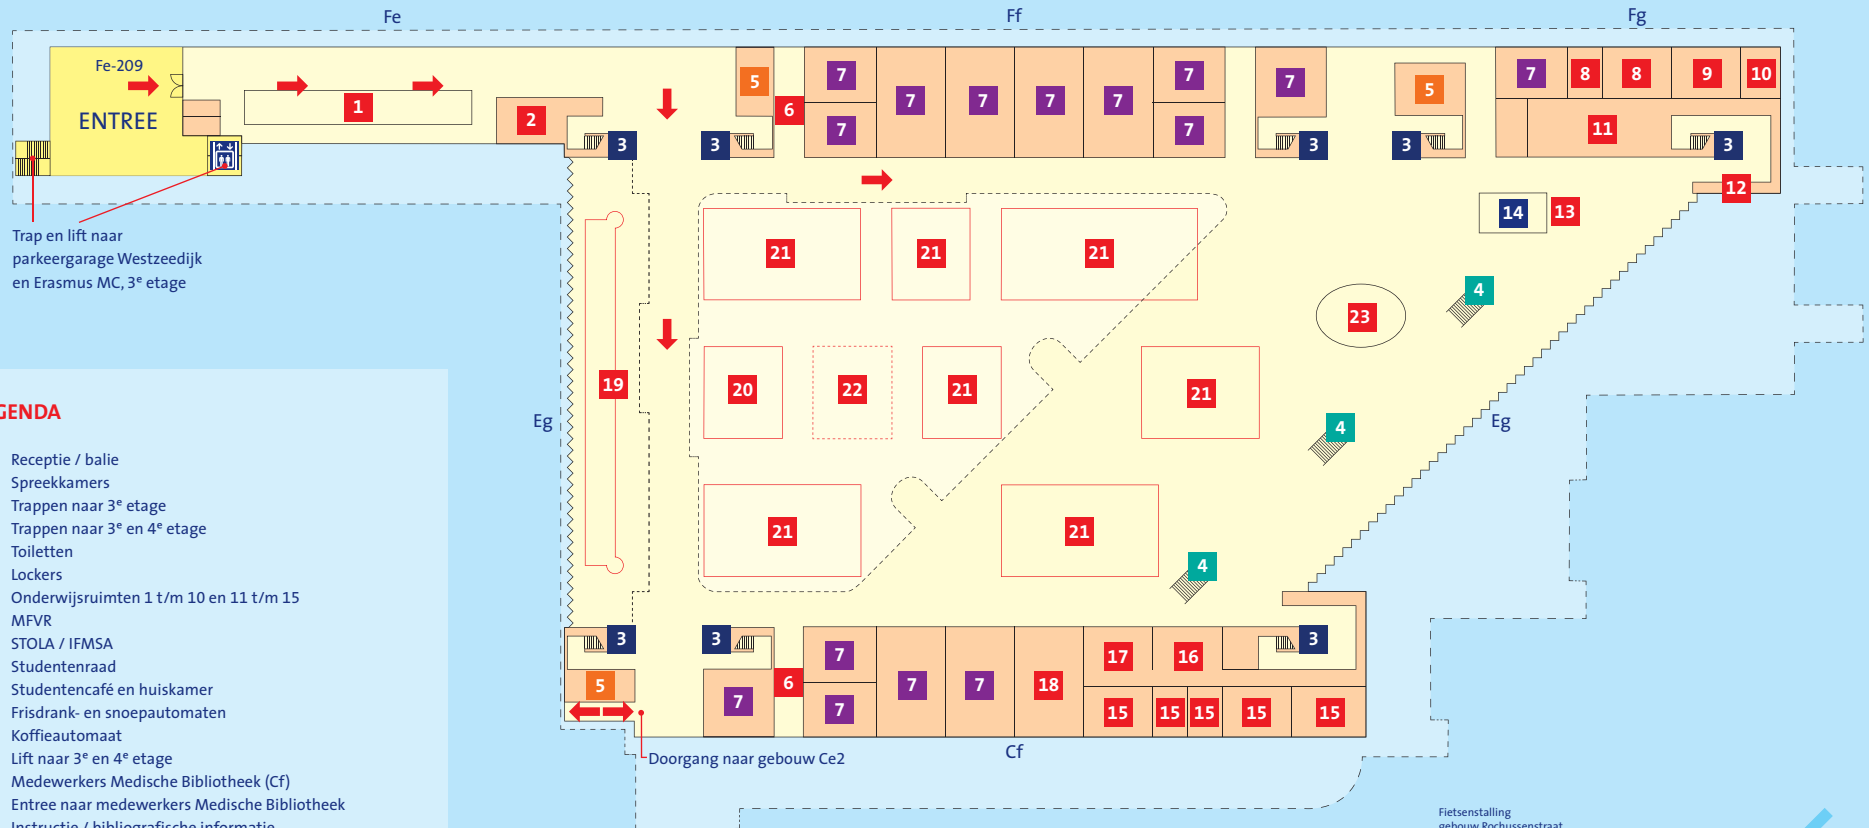 Fe
Ff
Fg
Fe-209
ENTREE
1
2
3
3
5
6
7
7
7
7
7
7
7
7
7
3
5
3
7
8
8
9
10
11
3
12
14
13
Trap en lift naar
parkeergarage Westzeedijk
en Erasmus MC, 3e etage
21
21
21
4
23
19
20
22
21
21
4
Eg
Eg
21
21
4
3
3
5
7
6
7
7
7
7
18
17
16
3
15
15
15
15
15
Doorgang naar gebouw Ce2
Cf
GENDA
Receptie / balie
Spreekkamers
Trappen naar 3e etage
Trappen naar 3e en 4e etage
Toiletten
Lockers
Onderwijsruimten 1 t/m 10 en 11 t/m 15
MFVR
STOLA / IFMSA
Studentenraad
Studentencafé en huiskamer
Frisdrank- en snoepautomaten
Koffieautomaat
Lift naar 3e en 4e etage
Medewerkers Medische Bibliotheek (Cf)
Entree naar medewerkers Medische Bibliotheek
Instructie / bibliografische informatie
Fietsenstalling
gebouw Rochussenstraat